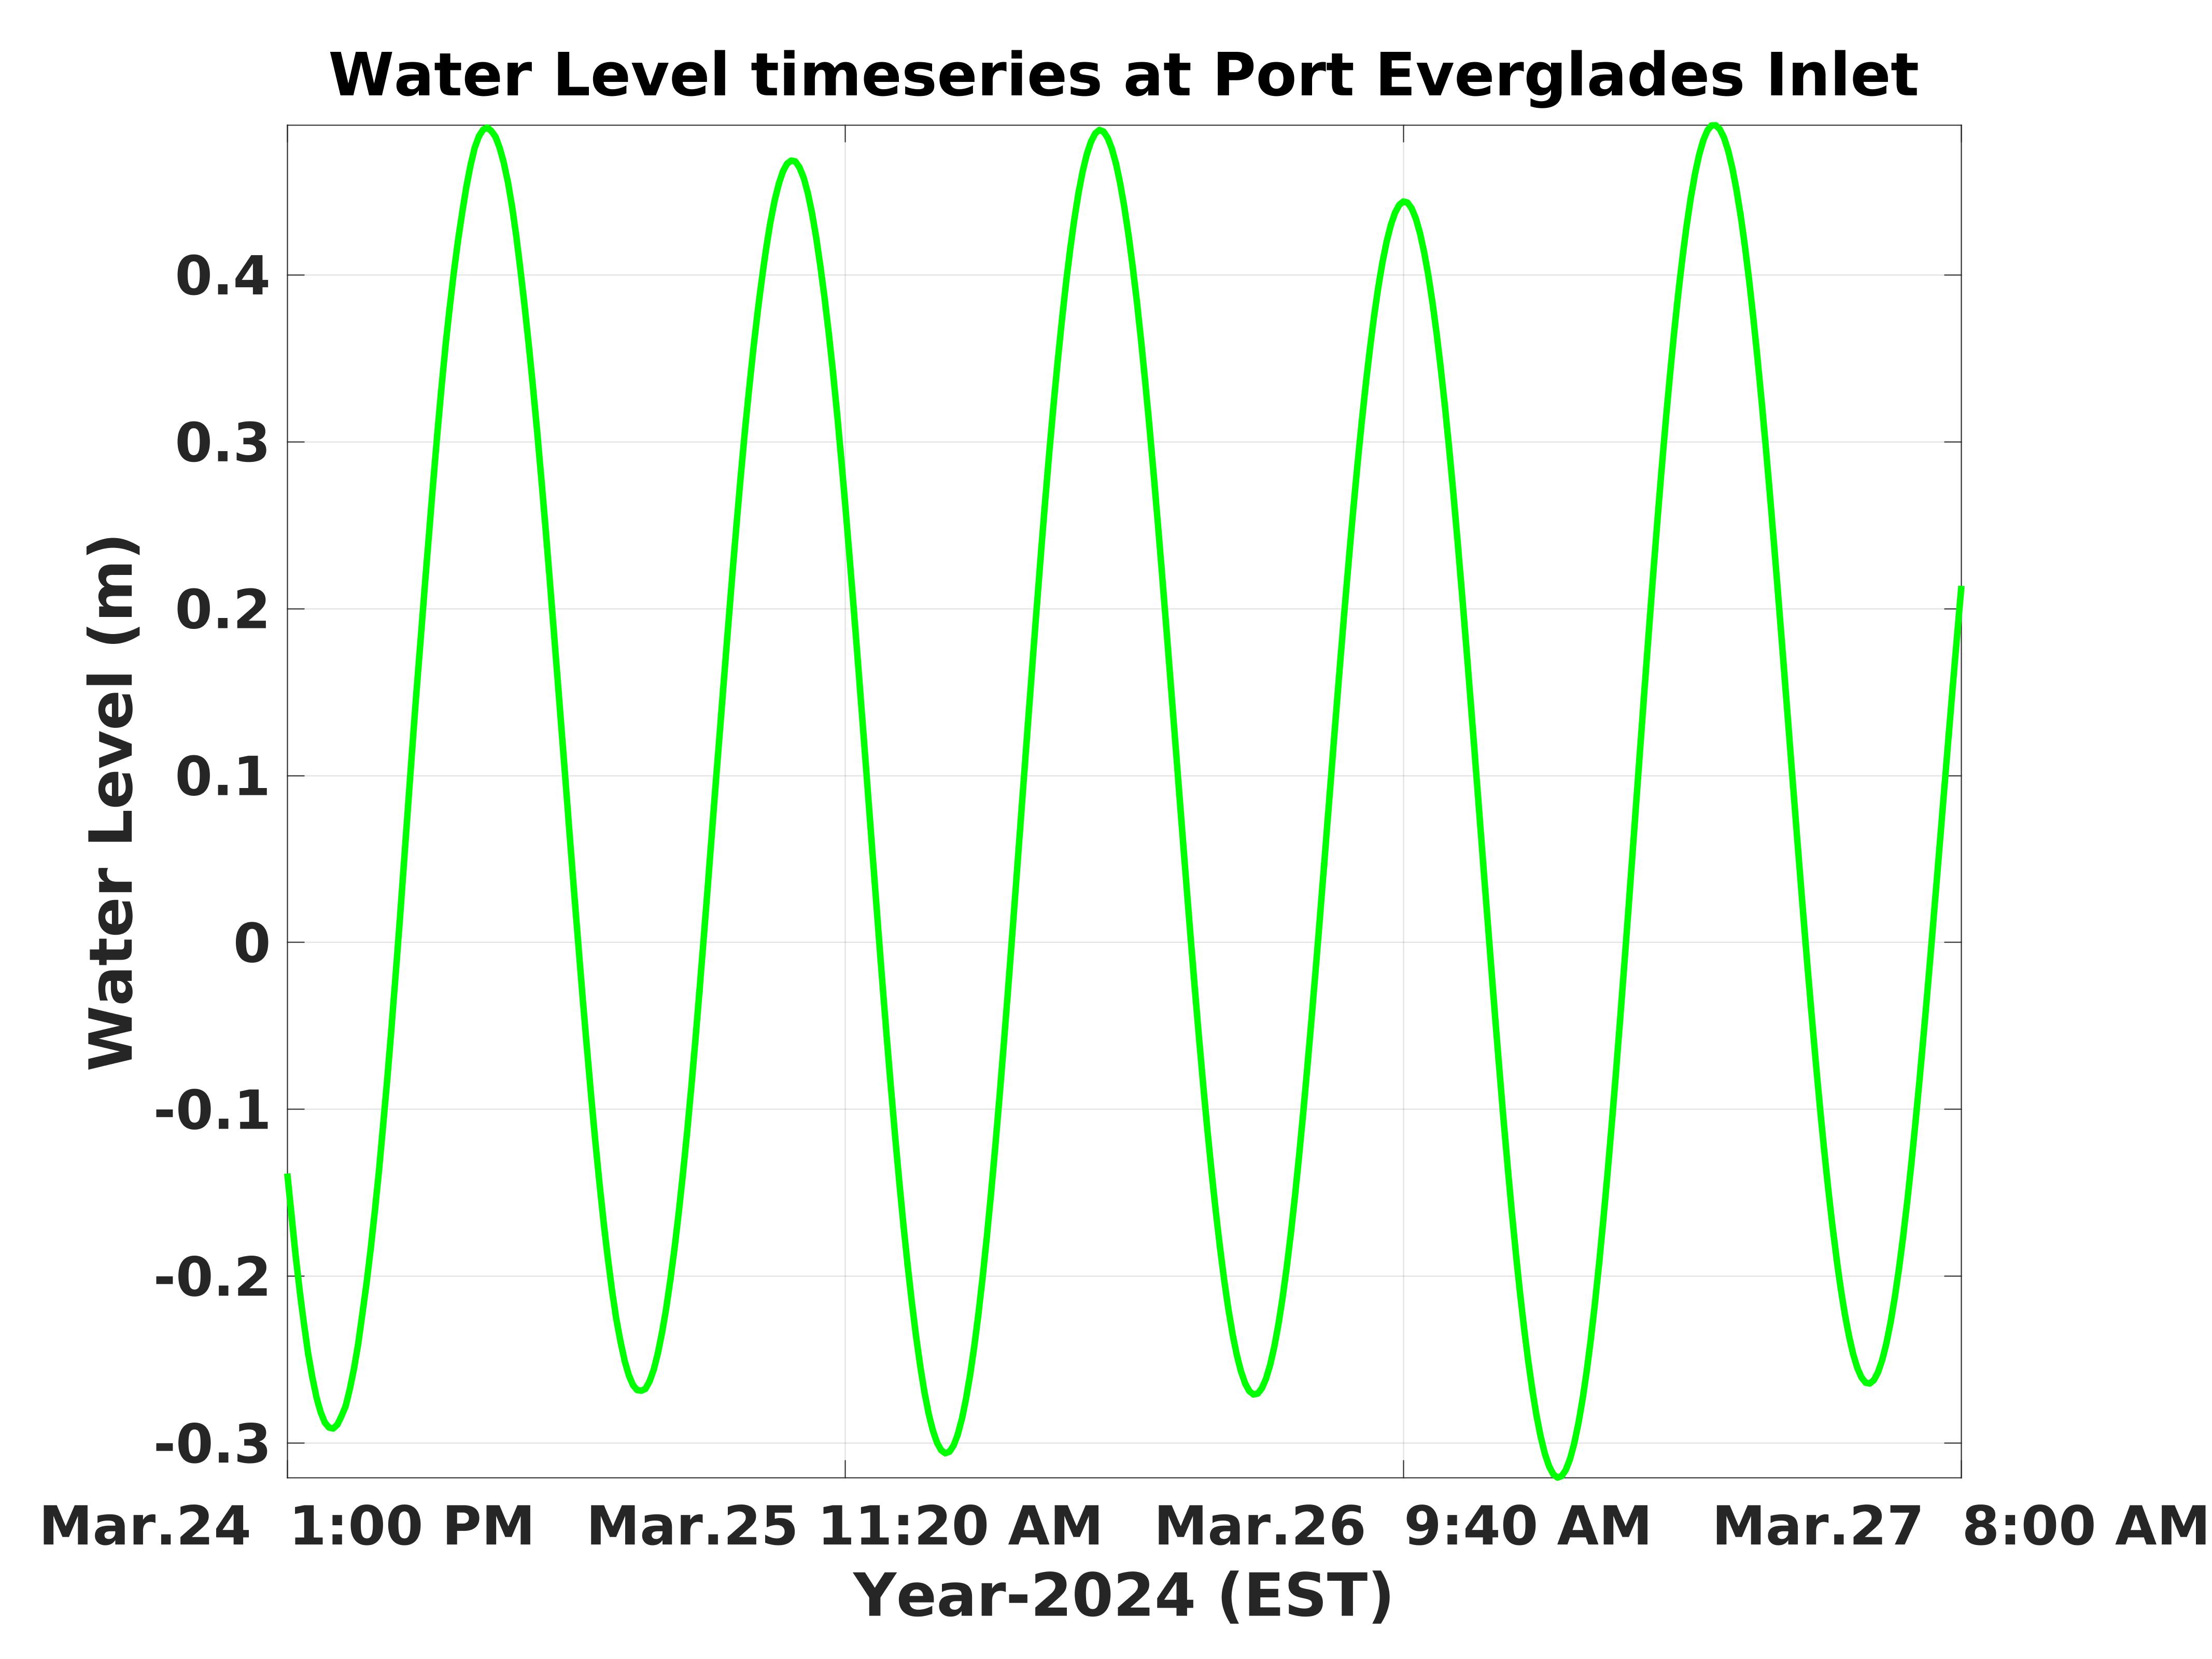 Water Level timeseries at Port Everglades Inlet
Water Level (m)
0.4
0.3
0.2
0.1
0
-0.1
-0.2
-0.3
Mar.24 1:00 PM Mar.25 11:20 AM Mar.26 9:40 AM Mar.27 8:00 AM
Year-2024 (EST)